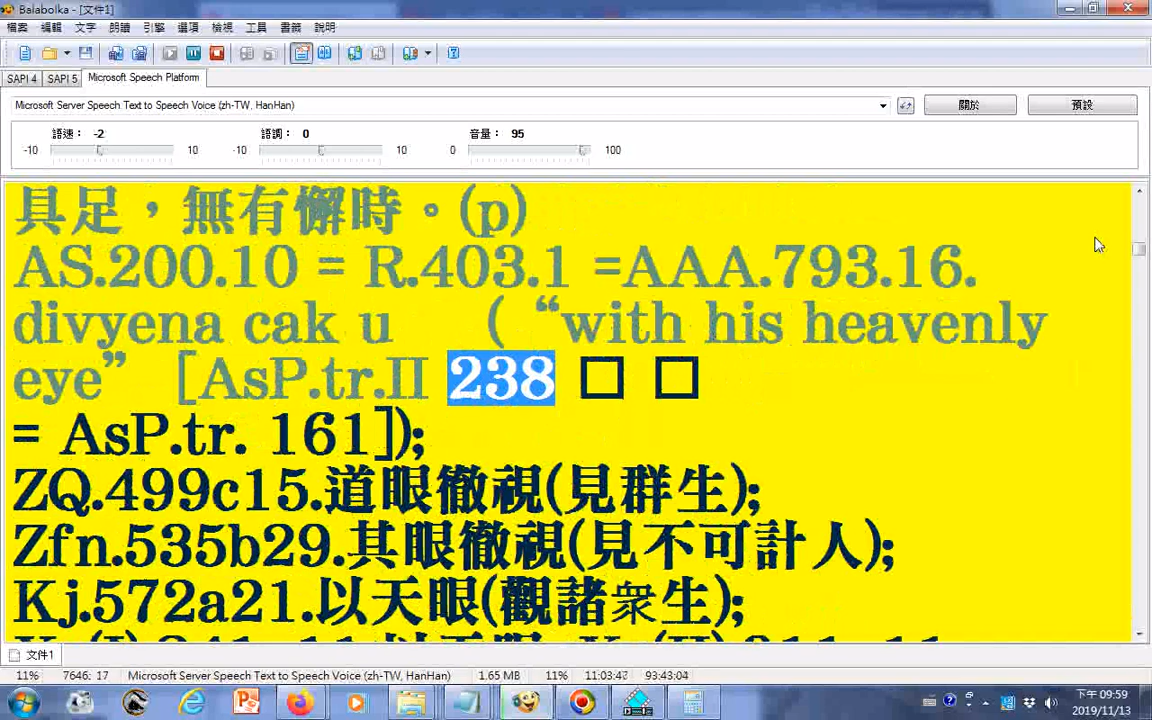 Balabolka - [文件1]
檔案 編輯 文字 朗讀 引擎 選項 檢視 工具 書籤 說明
SAPI 4 SAPI 5 Microsoft Speech Platform
Microsoft Server Speech Text to Speech Voice (zh-TW, HanHan) 關於 預設
語速： -2 語調： 0 音量： 95
-10 10 -10 10 0 100
具足，無有懈時。(p)
AS.200.10 = R.403.1 =AAA.793.16.
divyena cak u ( “with his heavenly
eye” [AsP.tr.II 238 □ □
= AsP.tr. 161]);
ZQ.499c15.道眼徹視(見群生);
Zfn.535b29.其眼徹視(見不可計人);
Kj.572a21.以天眼(觀諸衆生);
文件1
11% 7646: 17 Microsoft Server Speech Text to Speech Voice (zh-TW, HanHan) 1.65 MB 11% 93:43:04
下午 09:59
2019/11/13